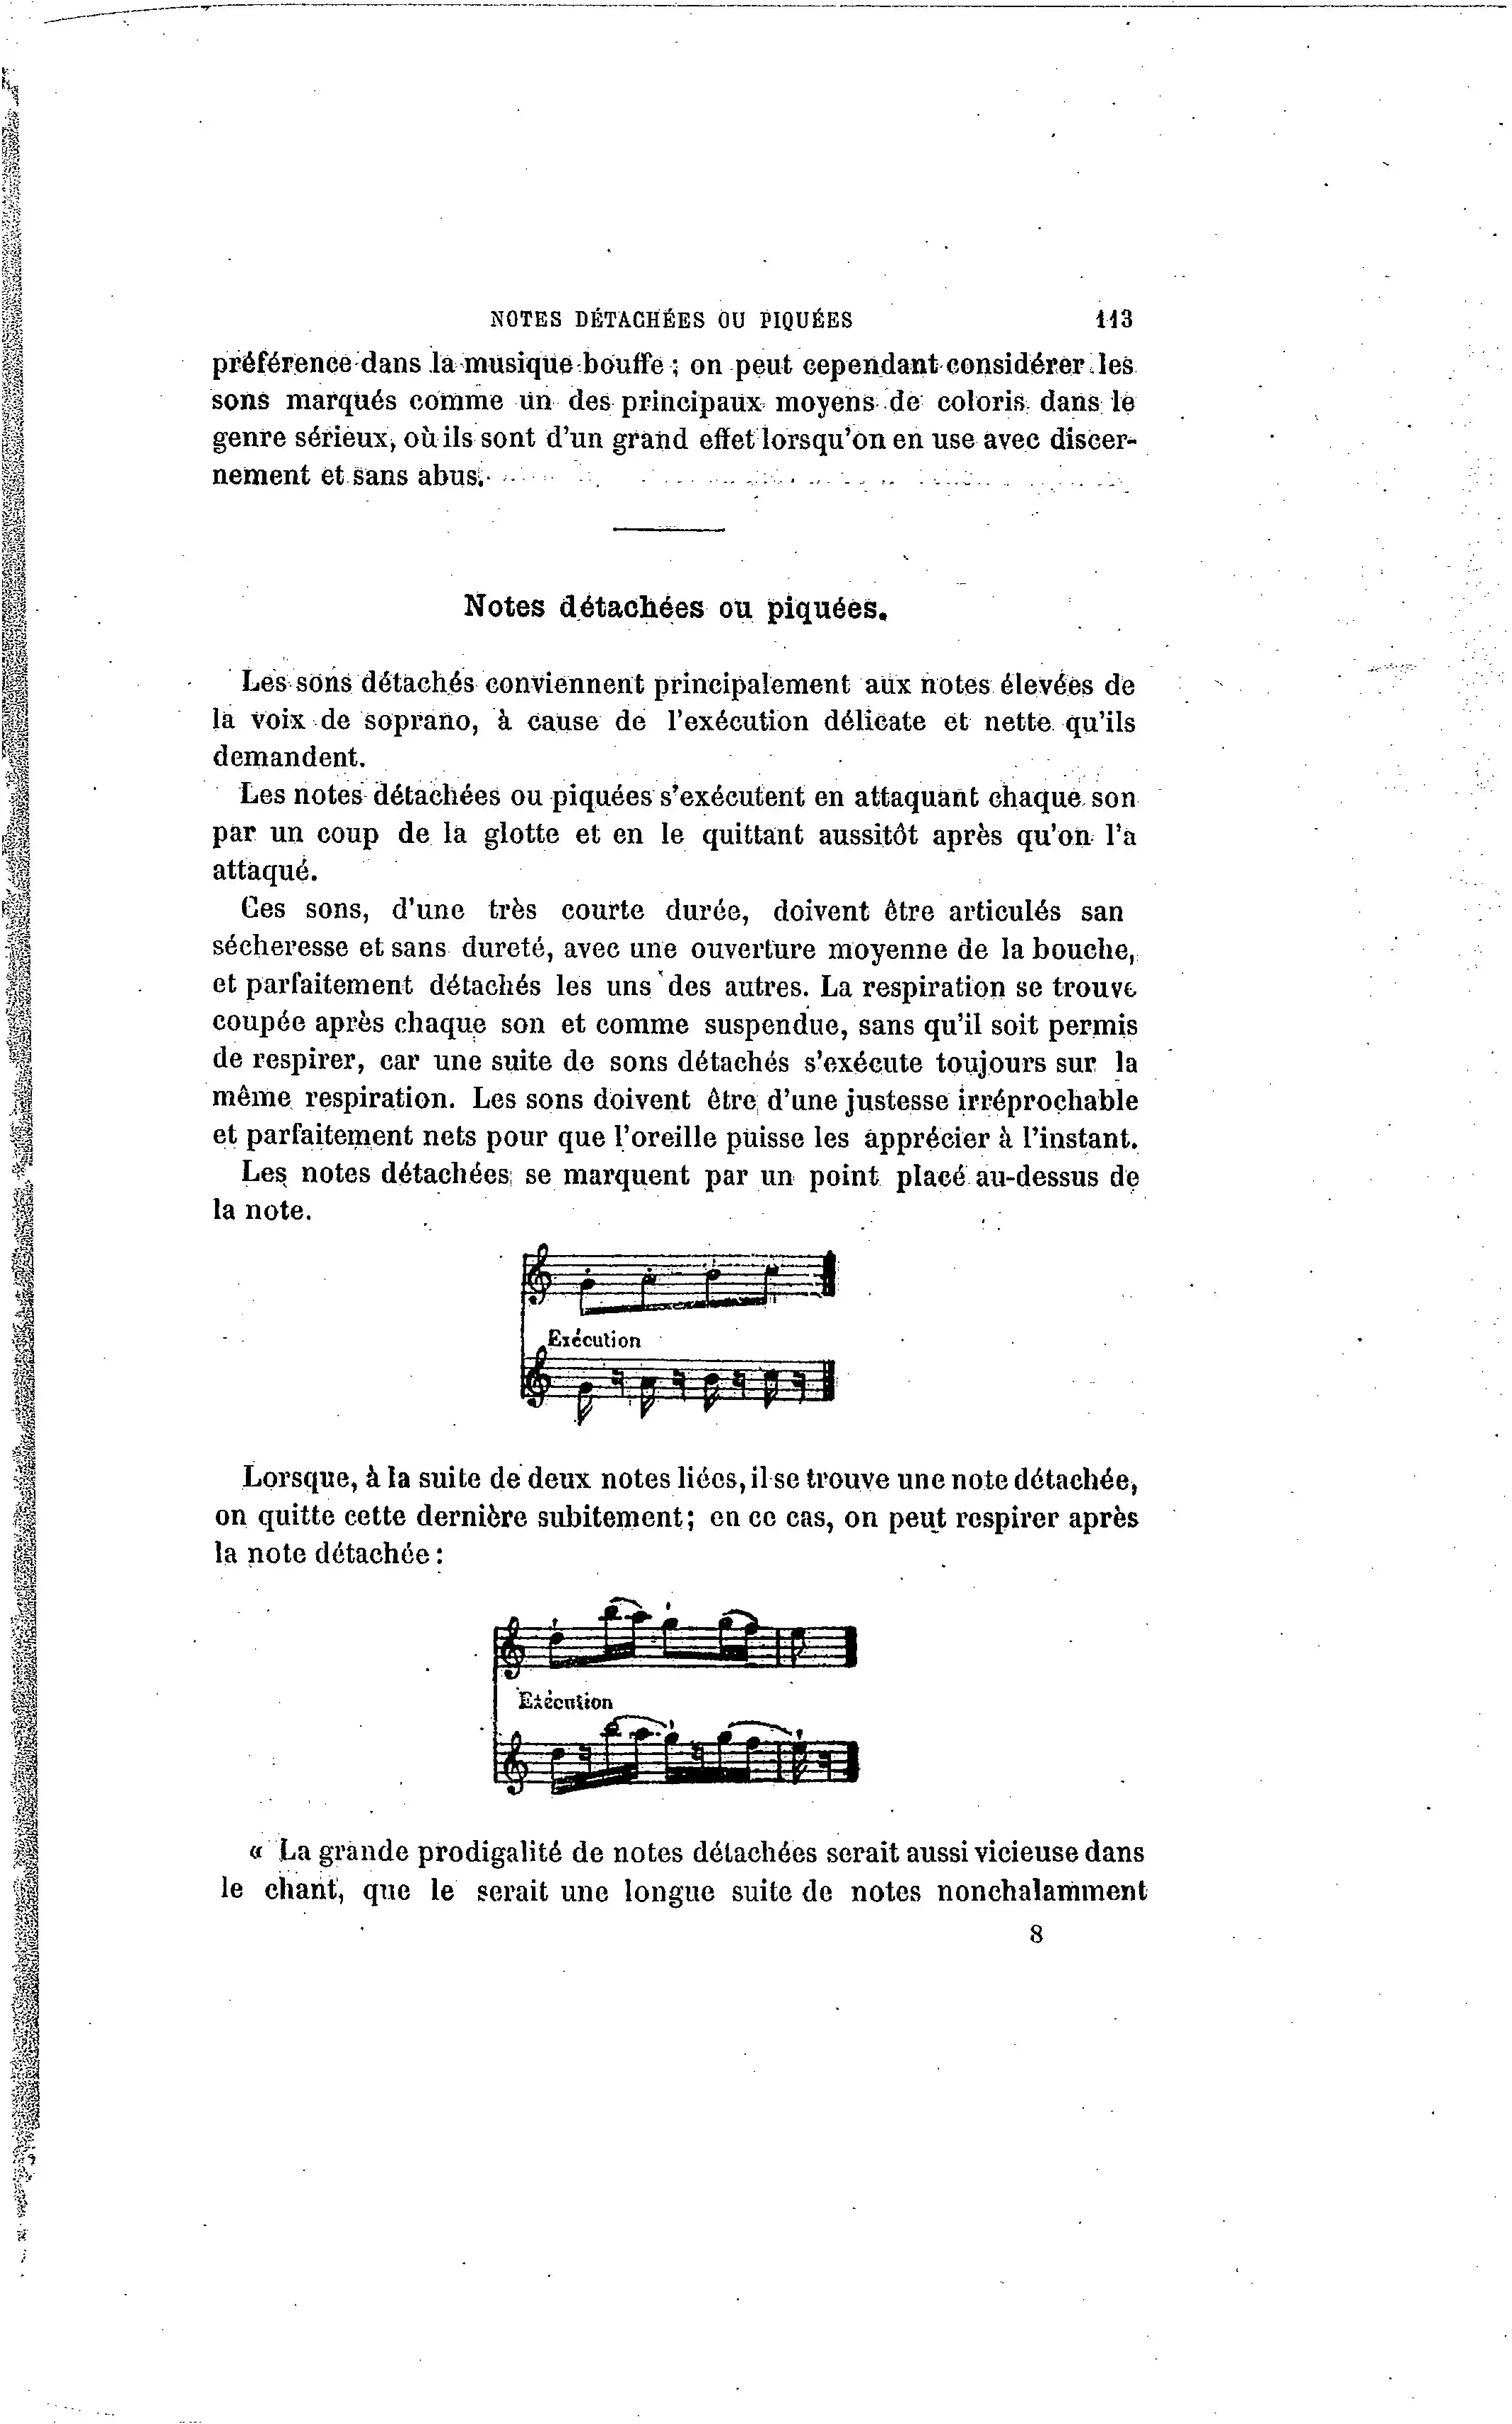 NOTES DÉTACHÉES OU PIQUÉES 113
préférence dans la musique bouffe ; on peut cependant considérer les
sons marqués comme un des principaux moyens de coloris dans le
genre sérieux, où ils sont d'un grand effet lorsqu'on en use avec discer-
nement et sans abus.
Notes détachées ou piquées.
Les sons détachés conviennent principalement aux notes élevées de
la voix de soprano, à cause de l'exécution délicate et nette qu'ils
demandent.
Les notes détachées ou piquées s'exécutent en attaquant chaque son
par un coup de la glotte et en le quittant aussitôt après qu'on l'a
attaqué.
Ces sons, d'une très courte durée, doivent être articulés san
sécheresse et sans dureté, avec une ouverture moyenne de la bouche,
et parfaitement détachés les uns des autres. La respiration se trouve
coupée après chaque son et comme suspendue, sans qu'il soit permis
de respirer, car une suite de sons détachés s'exécute toujours sur la
même respiration. Les sons doivent être d'une justesse irréprochable
et parfaitement nets pour que l'oreille puisse les apprécier à l'instant.
Les notes détachées se marquent par un point placé au-dessus de
la note.
Exécution
Lorsque, à la suite de deux notes liées, il se trouve une note détachée,
on quitte cette dernière subitement ; en ce cas, on peut respirer après
la note détachée :
Exécution
« La grande prodigalité de notes détachées serait aussi vicieuse dans
le chant, que le serait une longue suite de notes nonchalamment
8